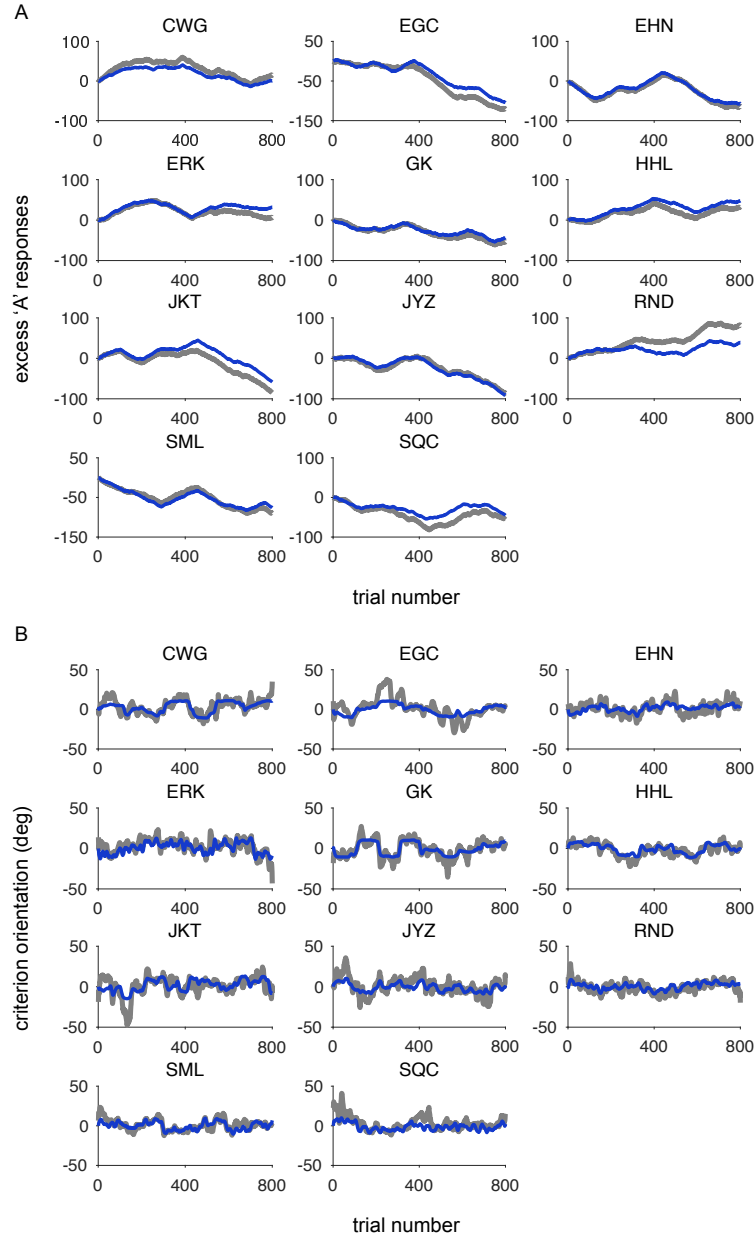 A
CWG EGC EHN
100 50 100
0 -50 0
-100 -150 -100
0 400 800 0 400 800 0 400 800
ERK GK HHL
100 100 100
0 0 0
-100 -100 -100
0 400 800 0 400 800 0 400 800
JKT JYZ RND
100 100 100
0 0 0
-100 -100 -100
0 400 800 0 400 800 0 400 800
SML SQC
50 100
-50 0
-150 -100
0 400 800 0 400 800
excess ‘A’ responses
trial number
B
CWG EGC EHN
50 50 50
0 0 0
-50 -50 -50
0 400 800 0 400 800 0 400 800
ERK GK HHL
50 50 50
0 0 0
-50 -50 -50
0 400 800 0 400 800 0 400 800
JKT JYZ RND
50 50 50
0 0 0
-50 -50 -50
0 400 800 0 400 800 0 400 800
SML SQC
50 50
0 0
-50 -50
0 400 800 0 400 800
criterion orientation (deg)
trial number